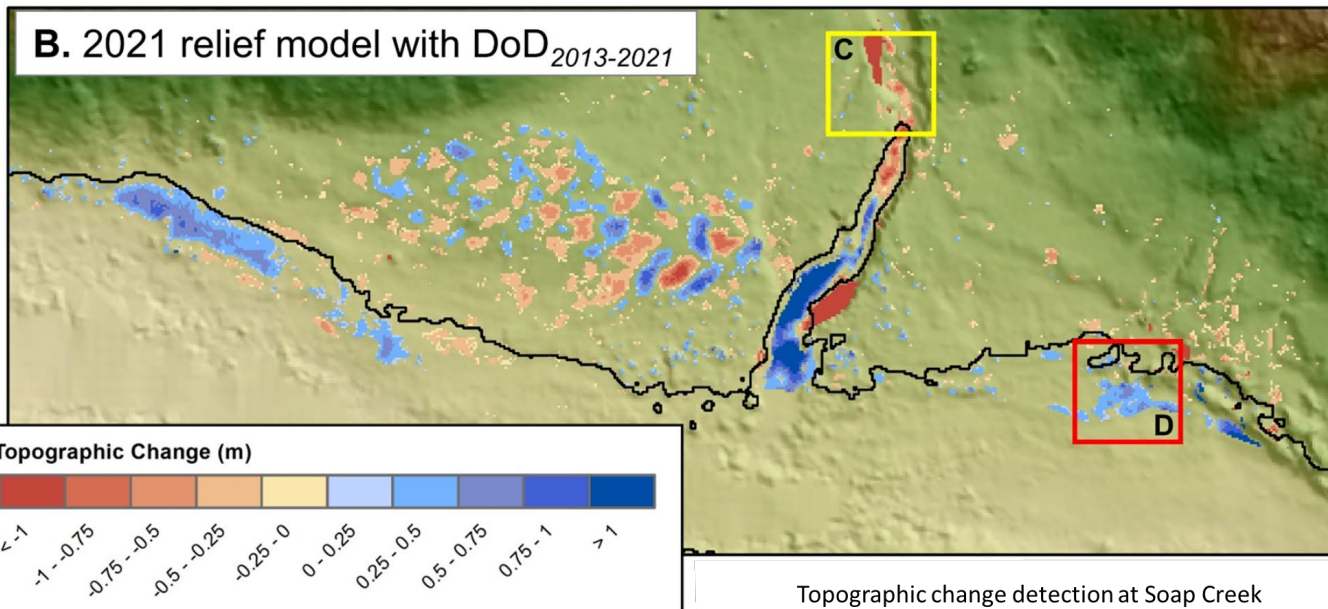 B. 2021 relief model with DoD2013-2021
C
D
Topographic Change (m)
< -1
-1 - -0.75
-0.75 - -0.5
-0.5 - -0.25
-0.25 - 0
0 - 0.25
0.25 - 0.5
0.5 - 0.75
0.75 - 1
> 1
Topographic change detection at Soap Creek